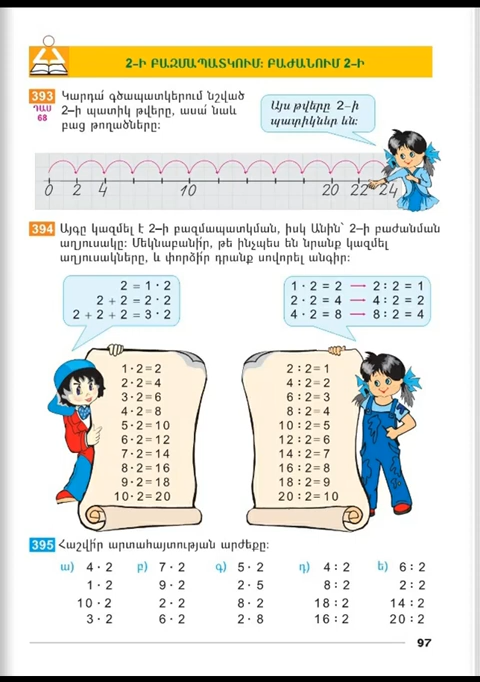 2-Ի ԲԱԶՄԱՊԱՏԿՈՒՄ: ԲԱԺԱՆՈՒՄ 2-Ի
393 Կարդա՛ գծապատկերում նշված
ԴԱՍ 68
2–ի պատիկ թվերը, ասա՛ նաև
բաց թողածները:
Այս թվերը 2-ի
պատիկներ են:
0 2 4 10 20 22 24
394 Այգը կազմել է 2-ի բազմապատկման, իսկ Անին՝ 2-ի բաժանման
աղյուսակը: Մեկնաբանի՛ր, թե ինչպես են նրանք կազմել
աղյուսակները, և փորձի՛ր դրանք սովորել անգիր:
2 = 1 · 2
2 + 2 = 2 · 2
2 + 2 + 2 = 3 · 2
1 · 2 = 2 → 2 : 2 = 1
2 · 2 = 4 → 4 : 2 = 2
4 · 2 = 8 → 8 : 2 = 4
1 · 2 = 2
2 · 2 = 4
3 · 2 = 6
4 · 2 = 8
5 · 2 = 10
6 · 2 = 12
7 · 2 = 14
8 · 2 = 16
9 · 2 = 18
10 · 2 = 20
2 : 2 = 1
4 : 2 = 2
6 : 2 = 3
8 : 2 = 4
10 : 2 = 5
12 : 2 = 6
14 : 2 = 7
16 : 2 = 8
18 : 2 = 9
20 : 2 = 10
395 Հաշվի՛ր արտահայտության արժեքը:
ա) 4 · 2 բ) 7 · 2 գ) 5 · 2 դ) 4 : 2 ե) 6 : 2
1 · 2 9 · 2 2 · 5 8 : 2 2 : 2
10 · 2 2 · 2 8 · 2 18 : 2 14 : 2
3 · 2 6 · 2 2 · 8 16 : 2 20 : 2
97